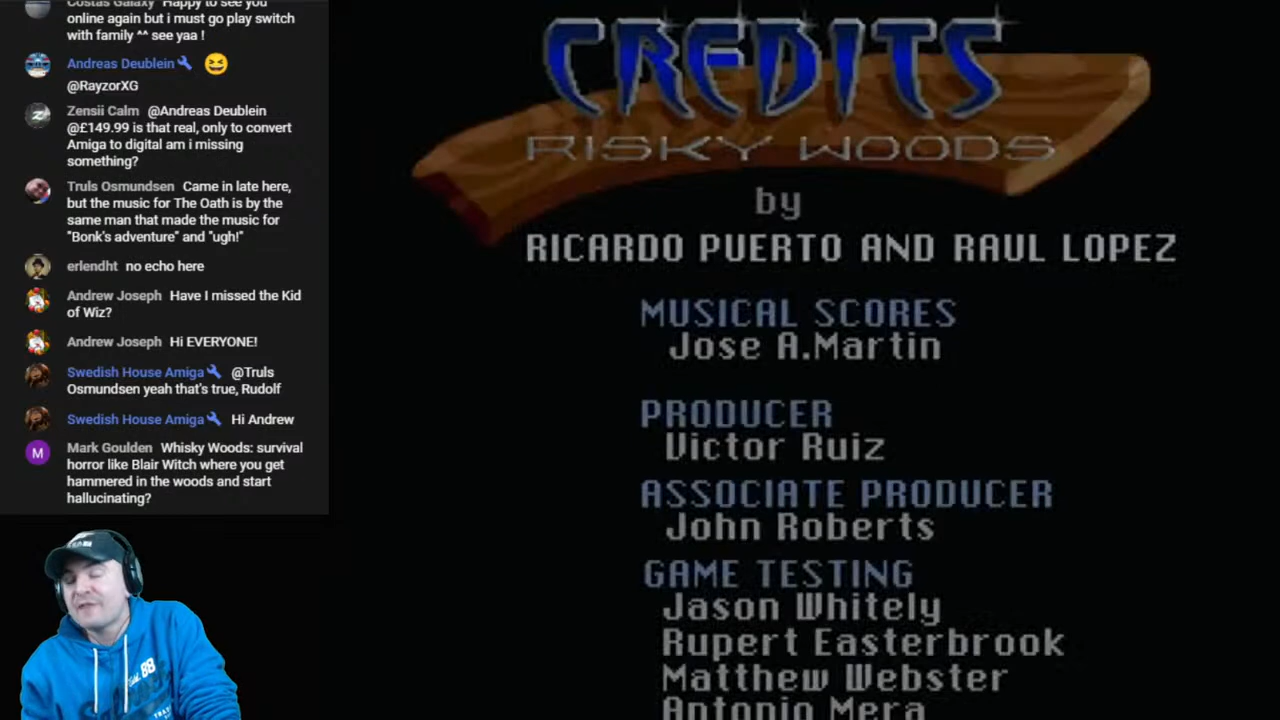 Costas Galaxy Happy to see you
online again but i must go play switch
with family ^^ see yaa !
Andreas Deublein
@RayzorXG
Zensii Calm @Andreas Deublein
@£149.99 is that real, only to convert
Amiga to digital am i missing
something?
Truls Osmundsen Came in late here,
but the music for The Oath is by the
same man that made the music for
"Bonk's adventure" and "ugh!"
erlendht no echo here
Andrew Joseph Have I missed the Kid
of Wiz?
Andrew Joseph Hi EVERYONE!
Swedish House Amiga @Truls
Osmundsen yeah that's true, Rudolf
Swedish House Amiga Hi Andrew
M
Mark Goulden Whisky Woods: survival
horror like Blair Witch where you get
hammered in the woods and start
hallucinating?
CREDITS
RISKY WOODS
by
RICARDO PUERTO AND RAUL LOPEZ
MUSICAL SCORES
Jose A.Martin
PRODUCER
Victor Ruiz
ASSOCIATE PRODUCER
John Roberts
GAME TESTING
Jason Whitely
Rupert Easterbrook
Matthew Webster
Antonio Mera
88